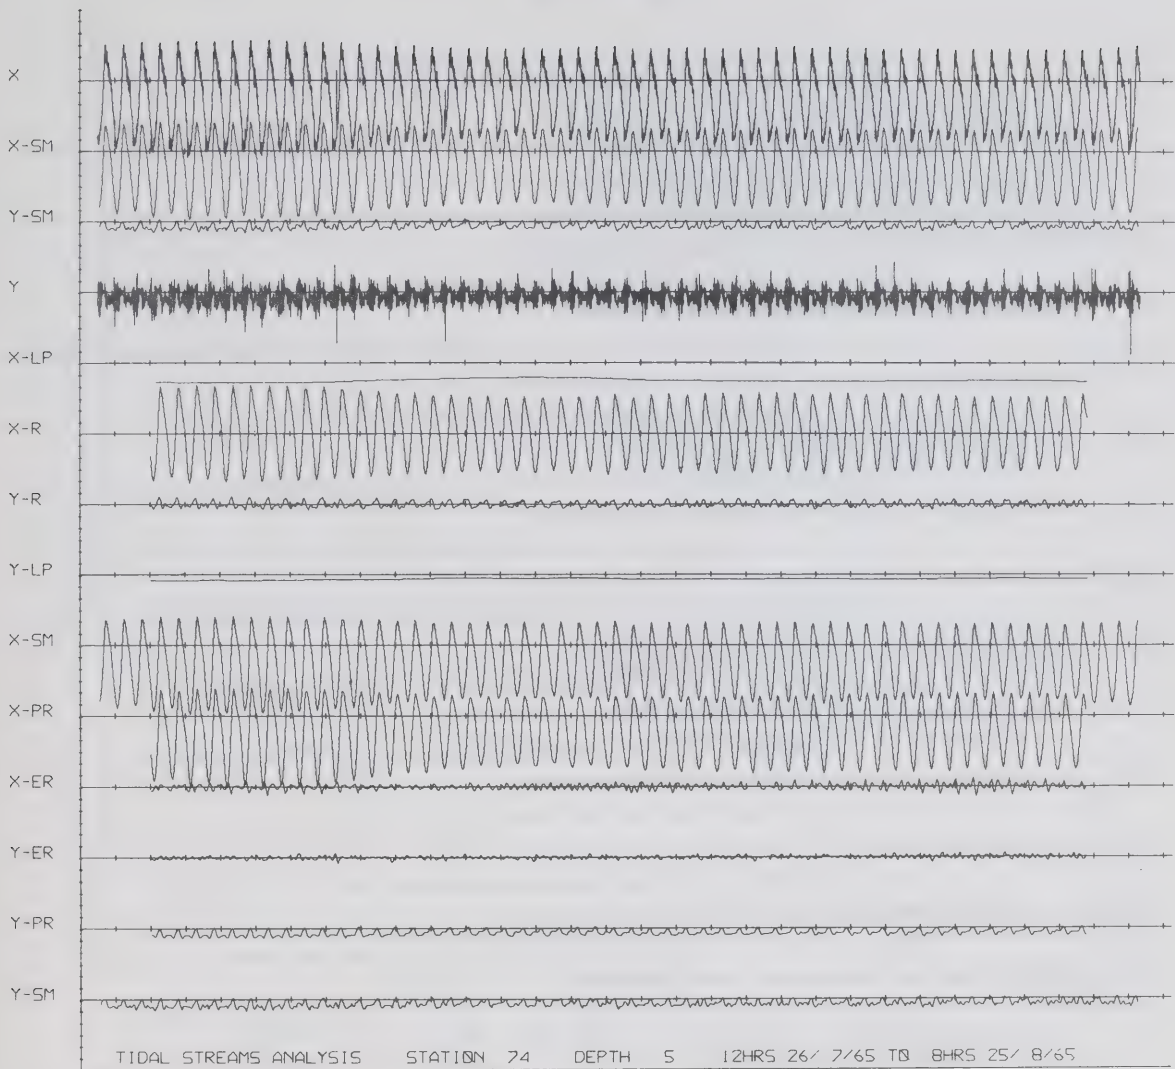 X
X-SM
Y-SM
Y
X-LP
X-R
Y-R
Y-LP
X-SM
X-PR
X-ER
Y-ER
Y-PR
Y-SM
TIDAL STREAMS ANALYSIS STATION 74 DEPTH 5 12HRS 26/ 7/65 TO 8HRS 25/ 8/65